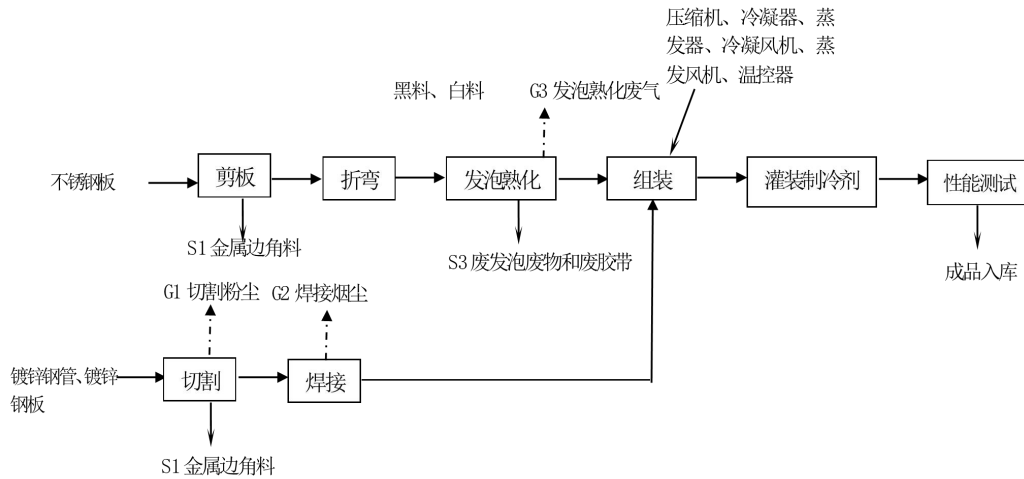 压缩机、冷凝器、蒸
发器、冷凝风机、蒸
发风机、温控器
黑料、白料
G3 发泡熟化废气
不锈钢板
剪板
折弯
发泡熟化
组装
灌装制冷剂
性能测试
S1 金属边角料
S3 废发泡废物和废胶带
成品入库
G1 切割粉尘
G2 焊接烟尘
镀锌钢管、镀锌
钢板
切割
焊接
S1 金属边角料